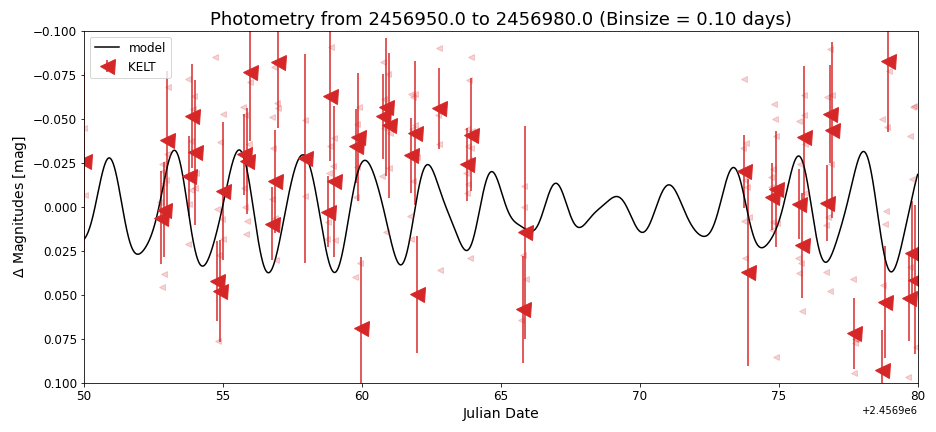 Photometry from 2456950.0 to 2456980.0 (Binsize = 0.10 days)
model
KELT
Δ Magnitudes [mag]
−0.100
−0.075
−0.050
−0.025
0.000
0.025
0.050
0.075
0.100
50
55
60
65
70
75
80
+2.4569e6
Julian Date